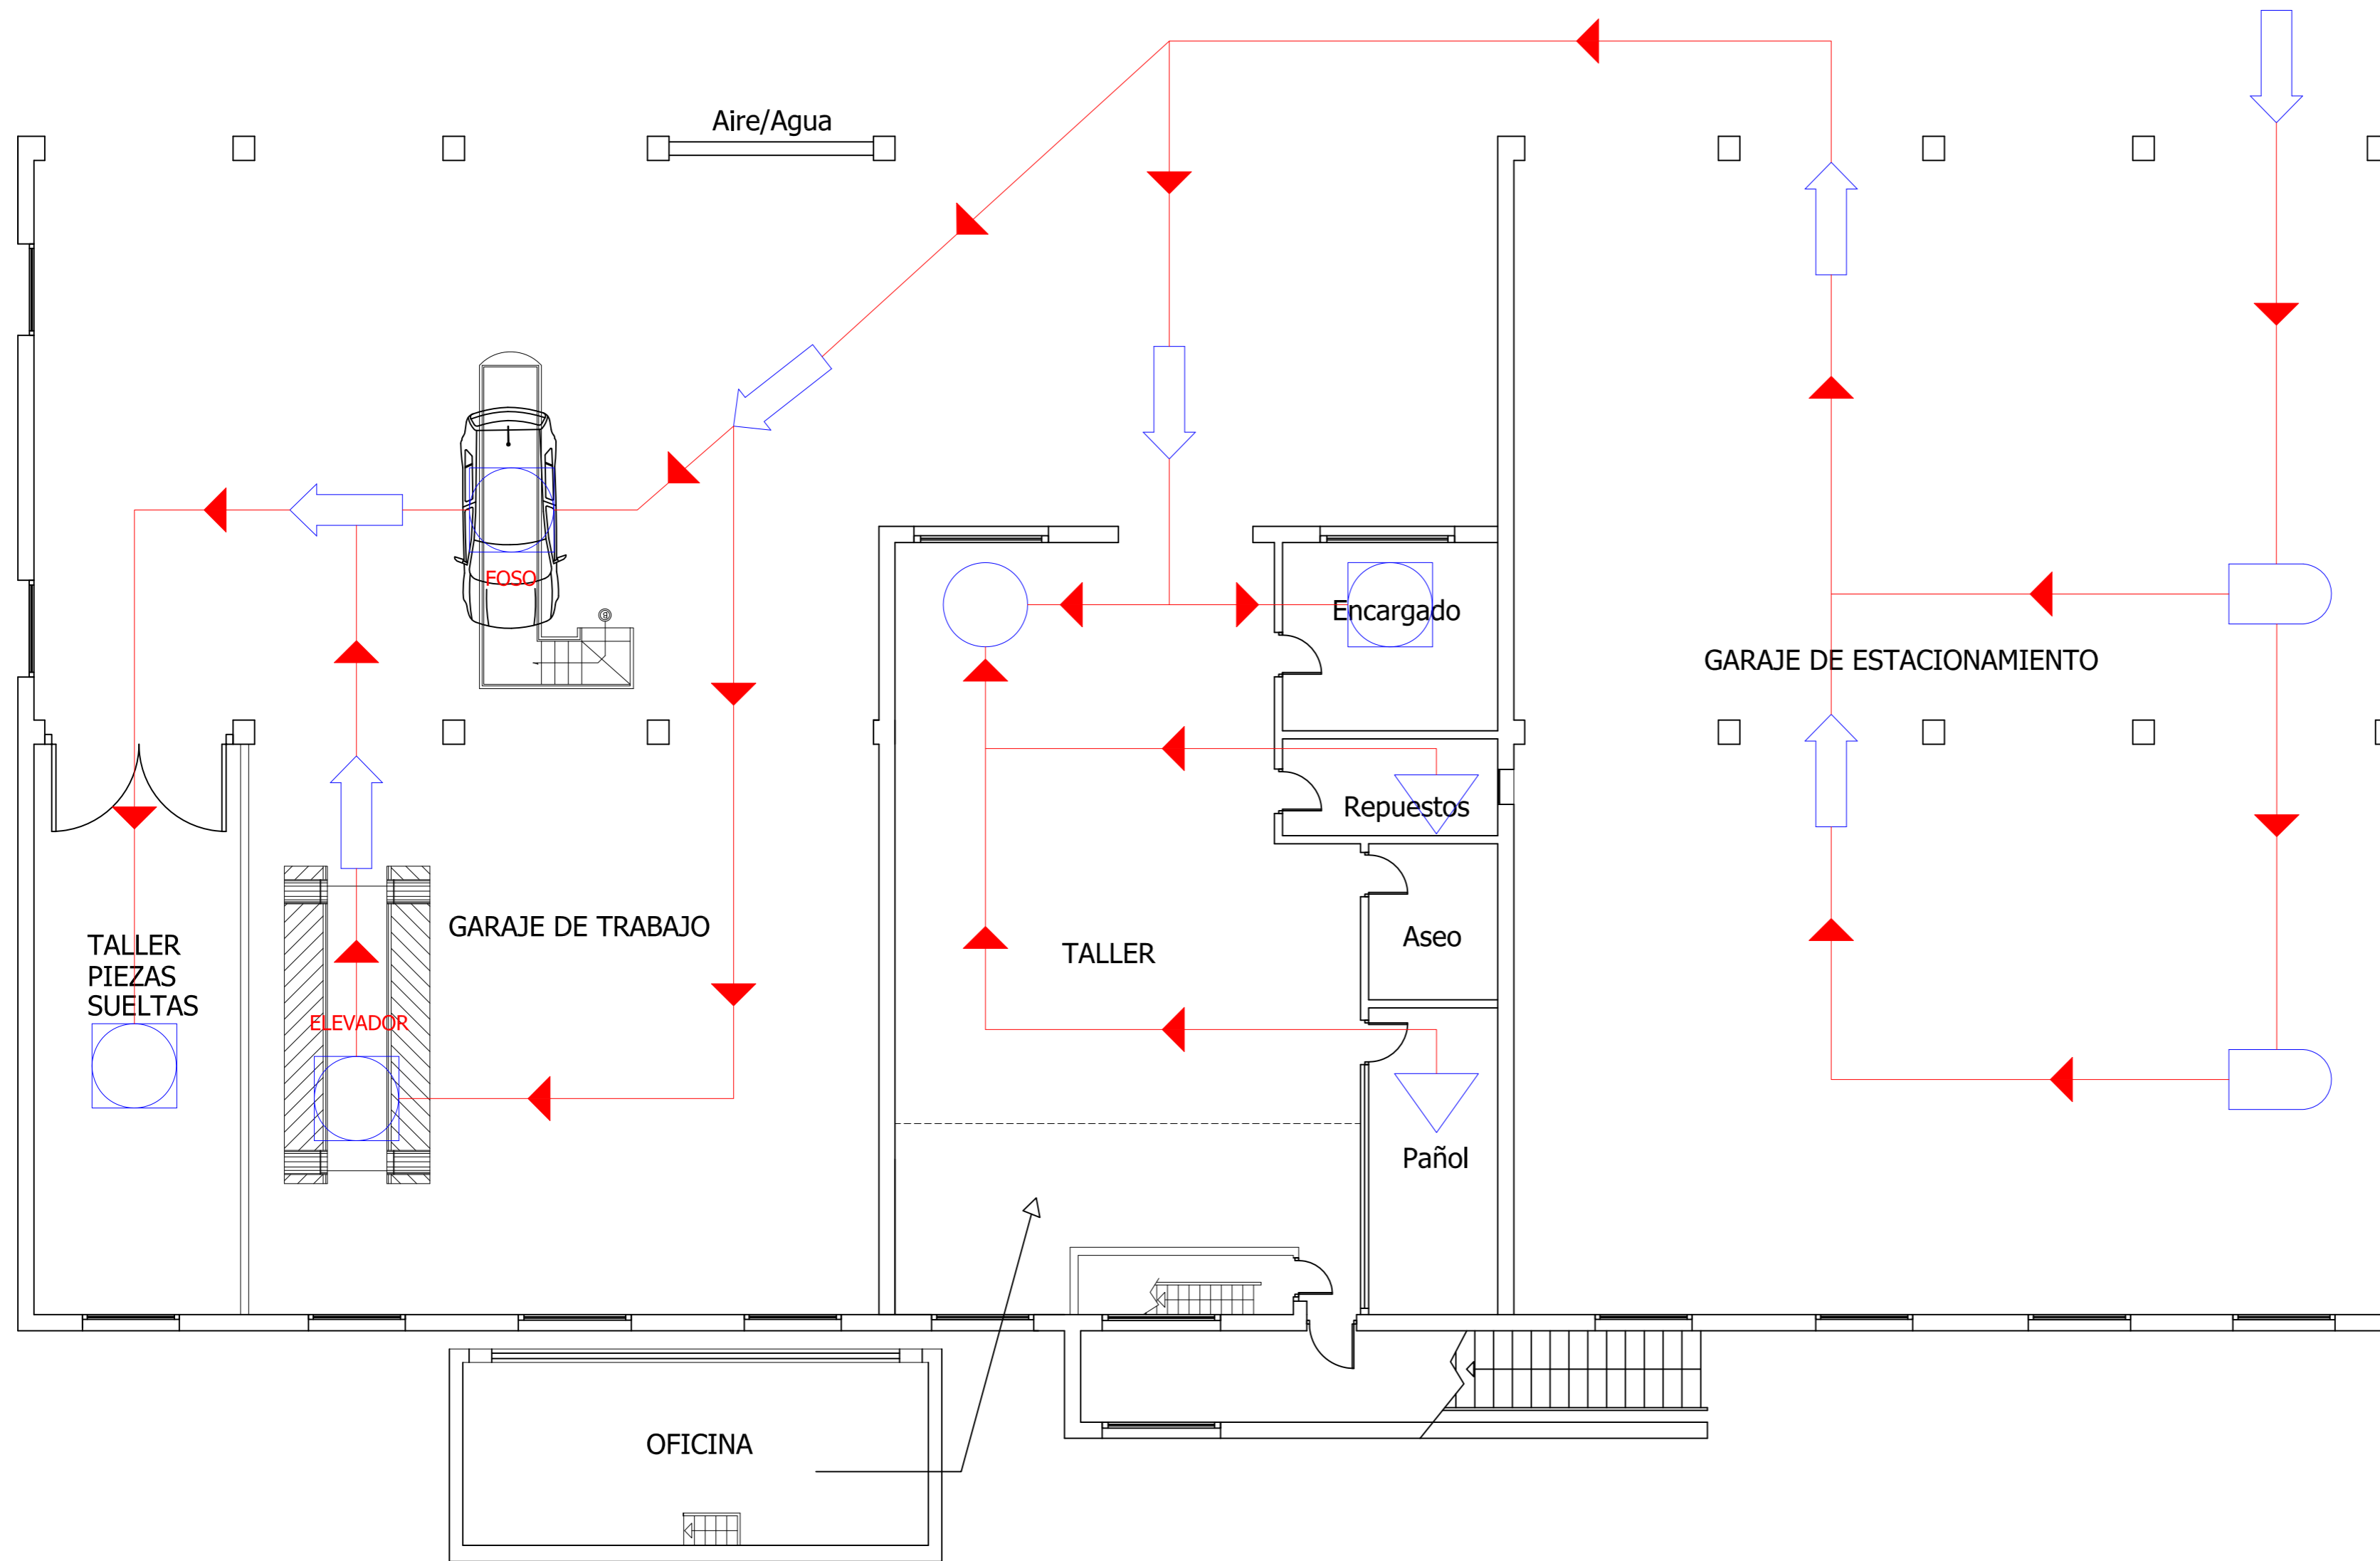 Aire/Agua
FOSO
Encargado
GARAJE DE ESTACIONAMIENTO
Repuestos
GARAJE DE TRABAJO
TALLER
PIEZAS
SUELTAS
TALLER
Aseo
ELEVADOR
Pañol
OFICINA